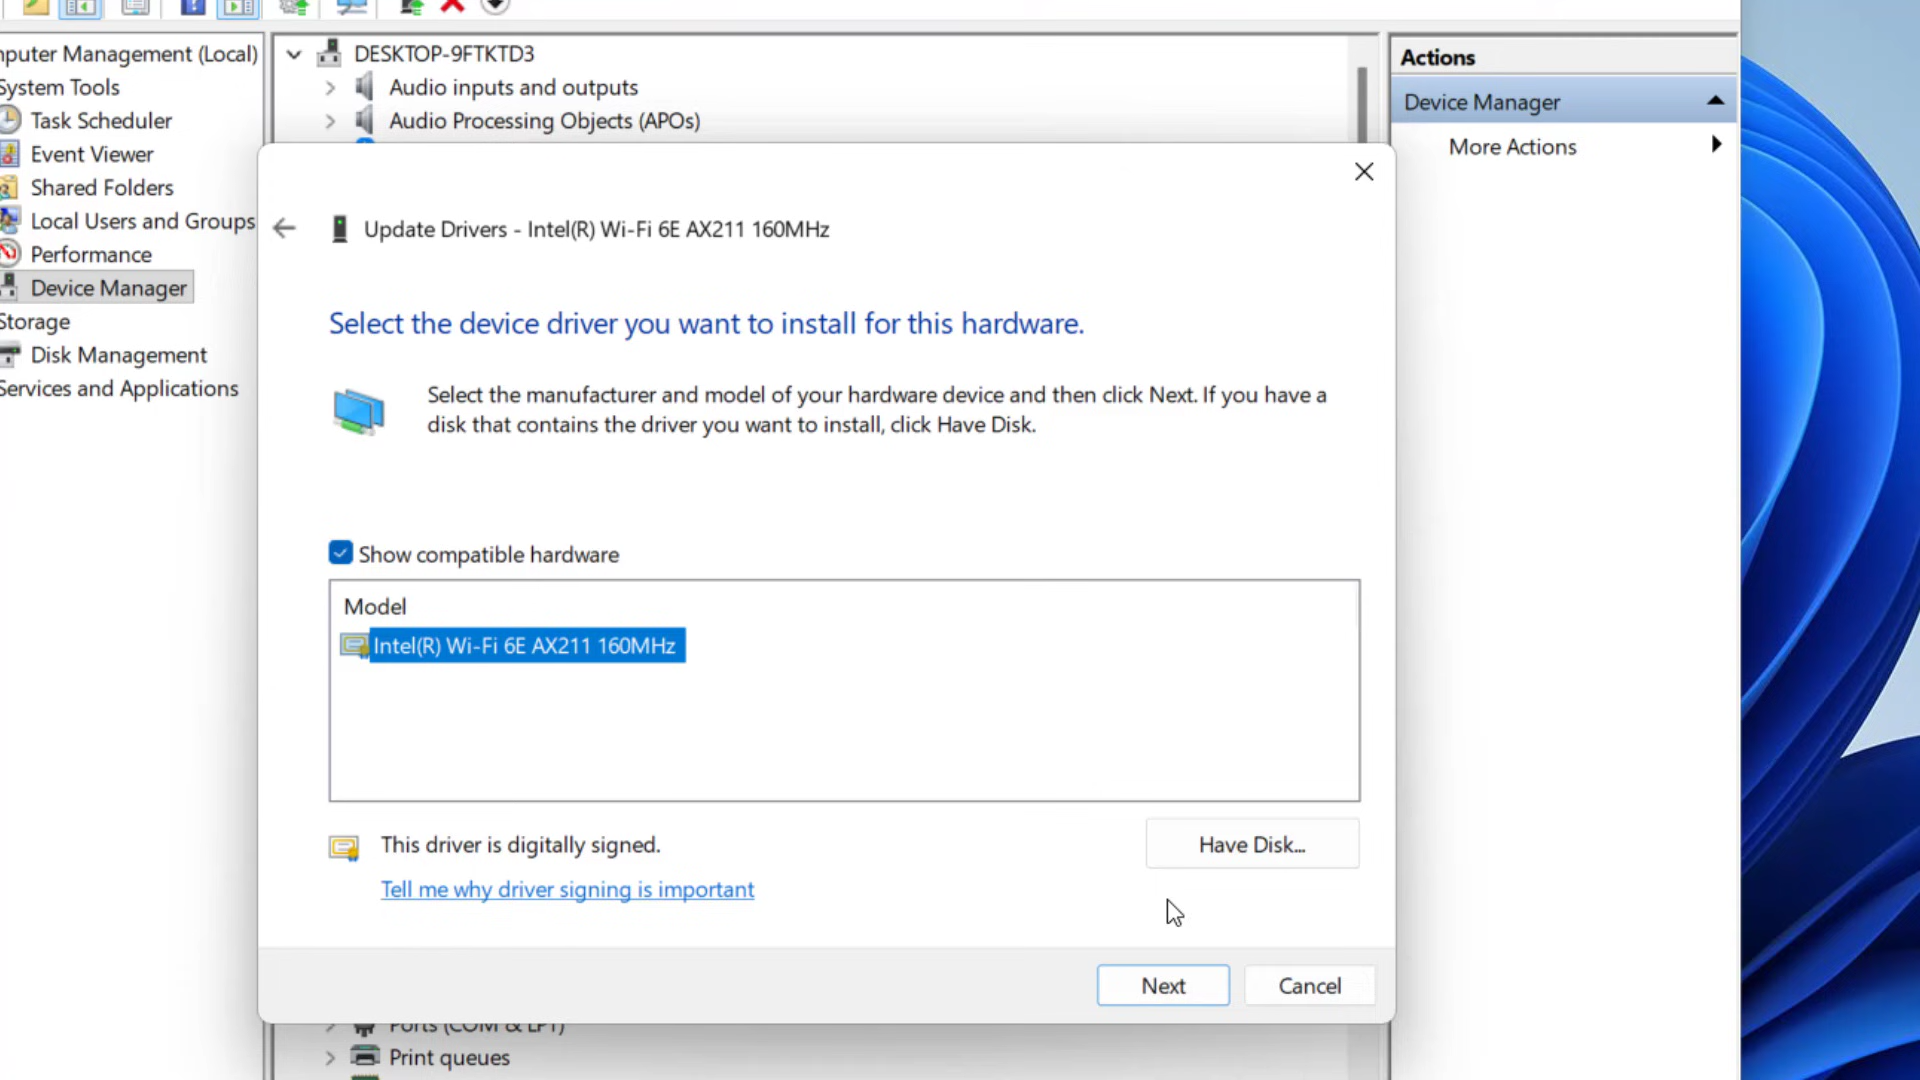 mputer Management (Local)
System Tools
Task Scheduler
Event Viewer
Shared Folders
Local Users and Groups
Performance
Device Manager
Storage
Disk Management
Services and Applications
DESKTOP-9FTKTD3
Audio inputs and outputs
Audio Processing Objects (APOs)
Update Drivers - Intel(R) Wi-Fi 6E AX211 160MHz
Select the device driver you want to install for this hardware.
Select the manufacturer and model of your hardware device and then click Next. If you have a
disk that contains the driver you want to install, click Have Disk.
Show compatible hardware
Model
Intel(R) Wi-Fi 6E AX211 160MHz
This driver is digitally signed.
Have Disk...
Tell me why driver signing is important
Next
Cancel
Ports (COM & LPT)
Print queues
Actions
Device Manager
More Actions